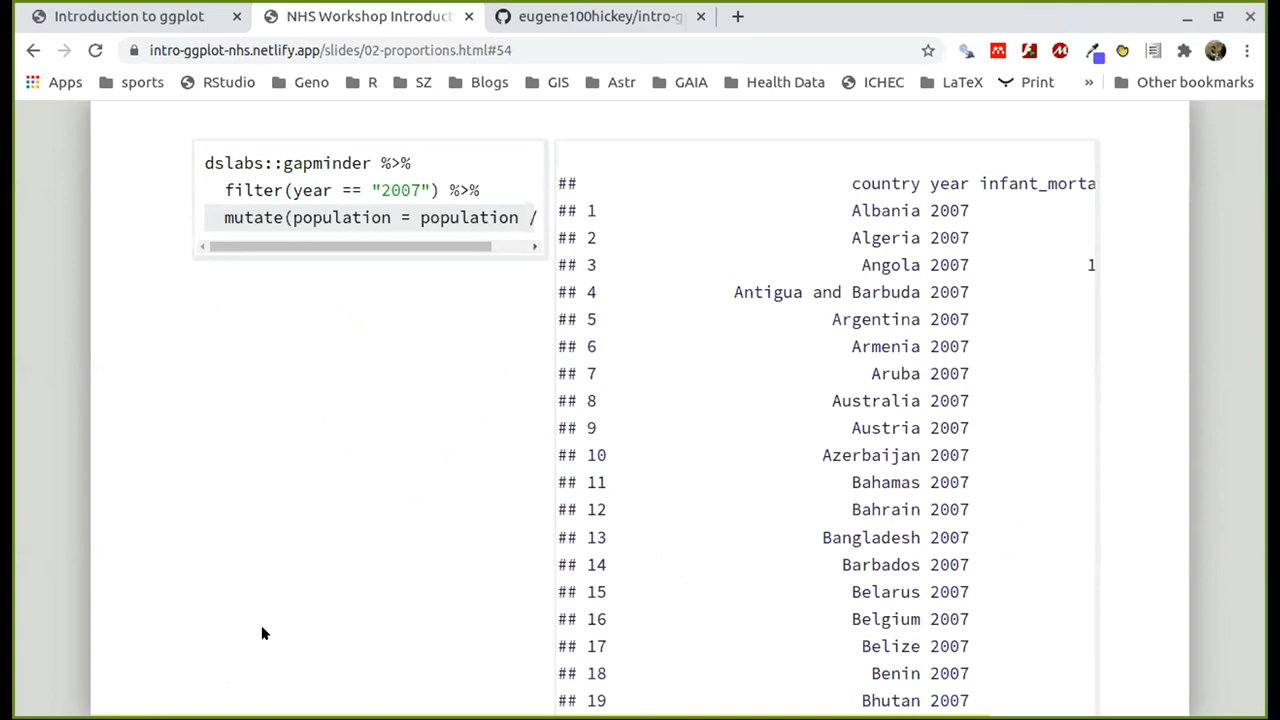 Introduction to ggplot
NHS Workshop Introduct
eugene100hickey/intro-g
intro-ggplot-nhs.netlify.app/slides/02-proportions.html#54
Apps sports RStudio Geno R SZ Blogs GIS Astr GAIA Health Data ICHEC LaTeX Print » Other bookmarks
dslabs::gapminder %>%
filter(year == "2007") %>%
mutate(population = population /
## country year infant_morta
## 1 Albania 2007
## 2 Algeria 2007
## 3 Angola 2007 1
## 4 Antigua and Barbuda 2007
## 5 Argentina 2007
## 6 Armenia 2007
## 7 Aruba 2007
## 8 Australia 2007
## 9 Austria 2007
## 10 Azerbaijan 2007
## 11 Bahamas 2007
## 12 Bahrain 2007
## 13 Bangladesh 2007
## 14 Barbados 2007
## 15 Belarus 2007
## 16 Belgium 2007
## 17 Belize 2007
## 18 Benin 2007
## 19 Bhutan 2007